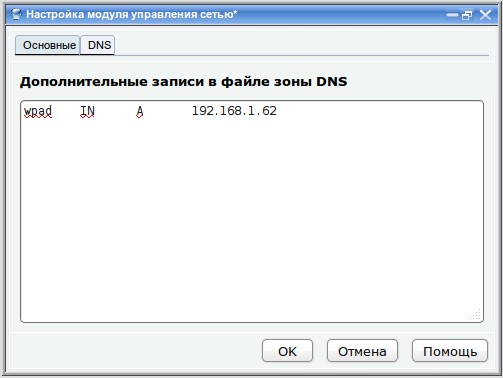 Настройка модуля управления сетью*
Основные DNS
Дополнительные записи в файле зоны DNS
wpad IN A 192.168.1.62
OK Отмена Помощь